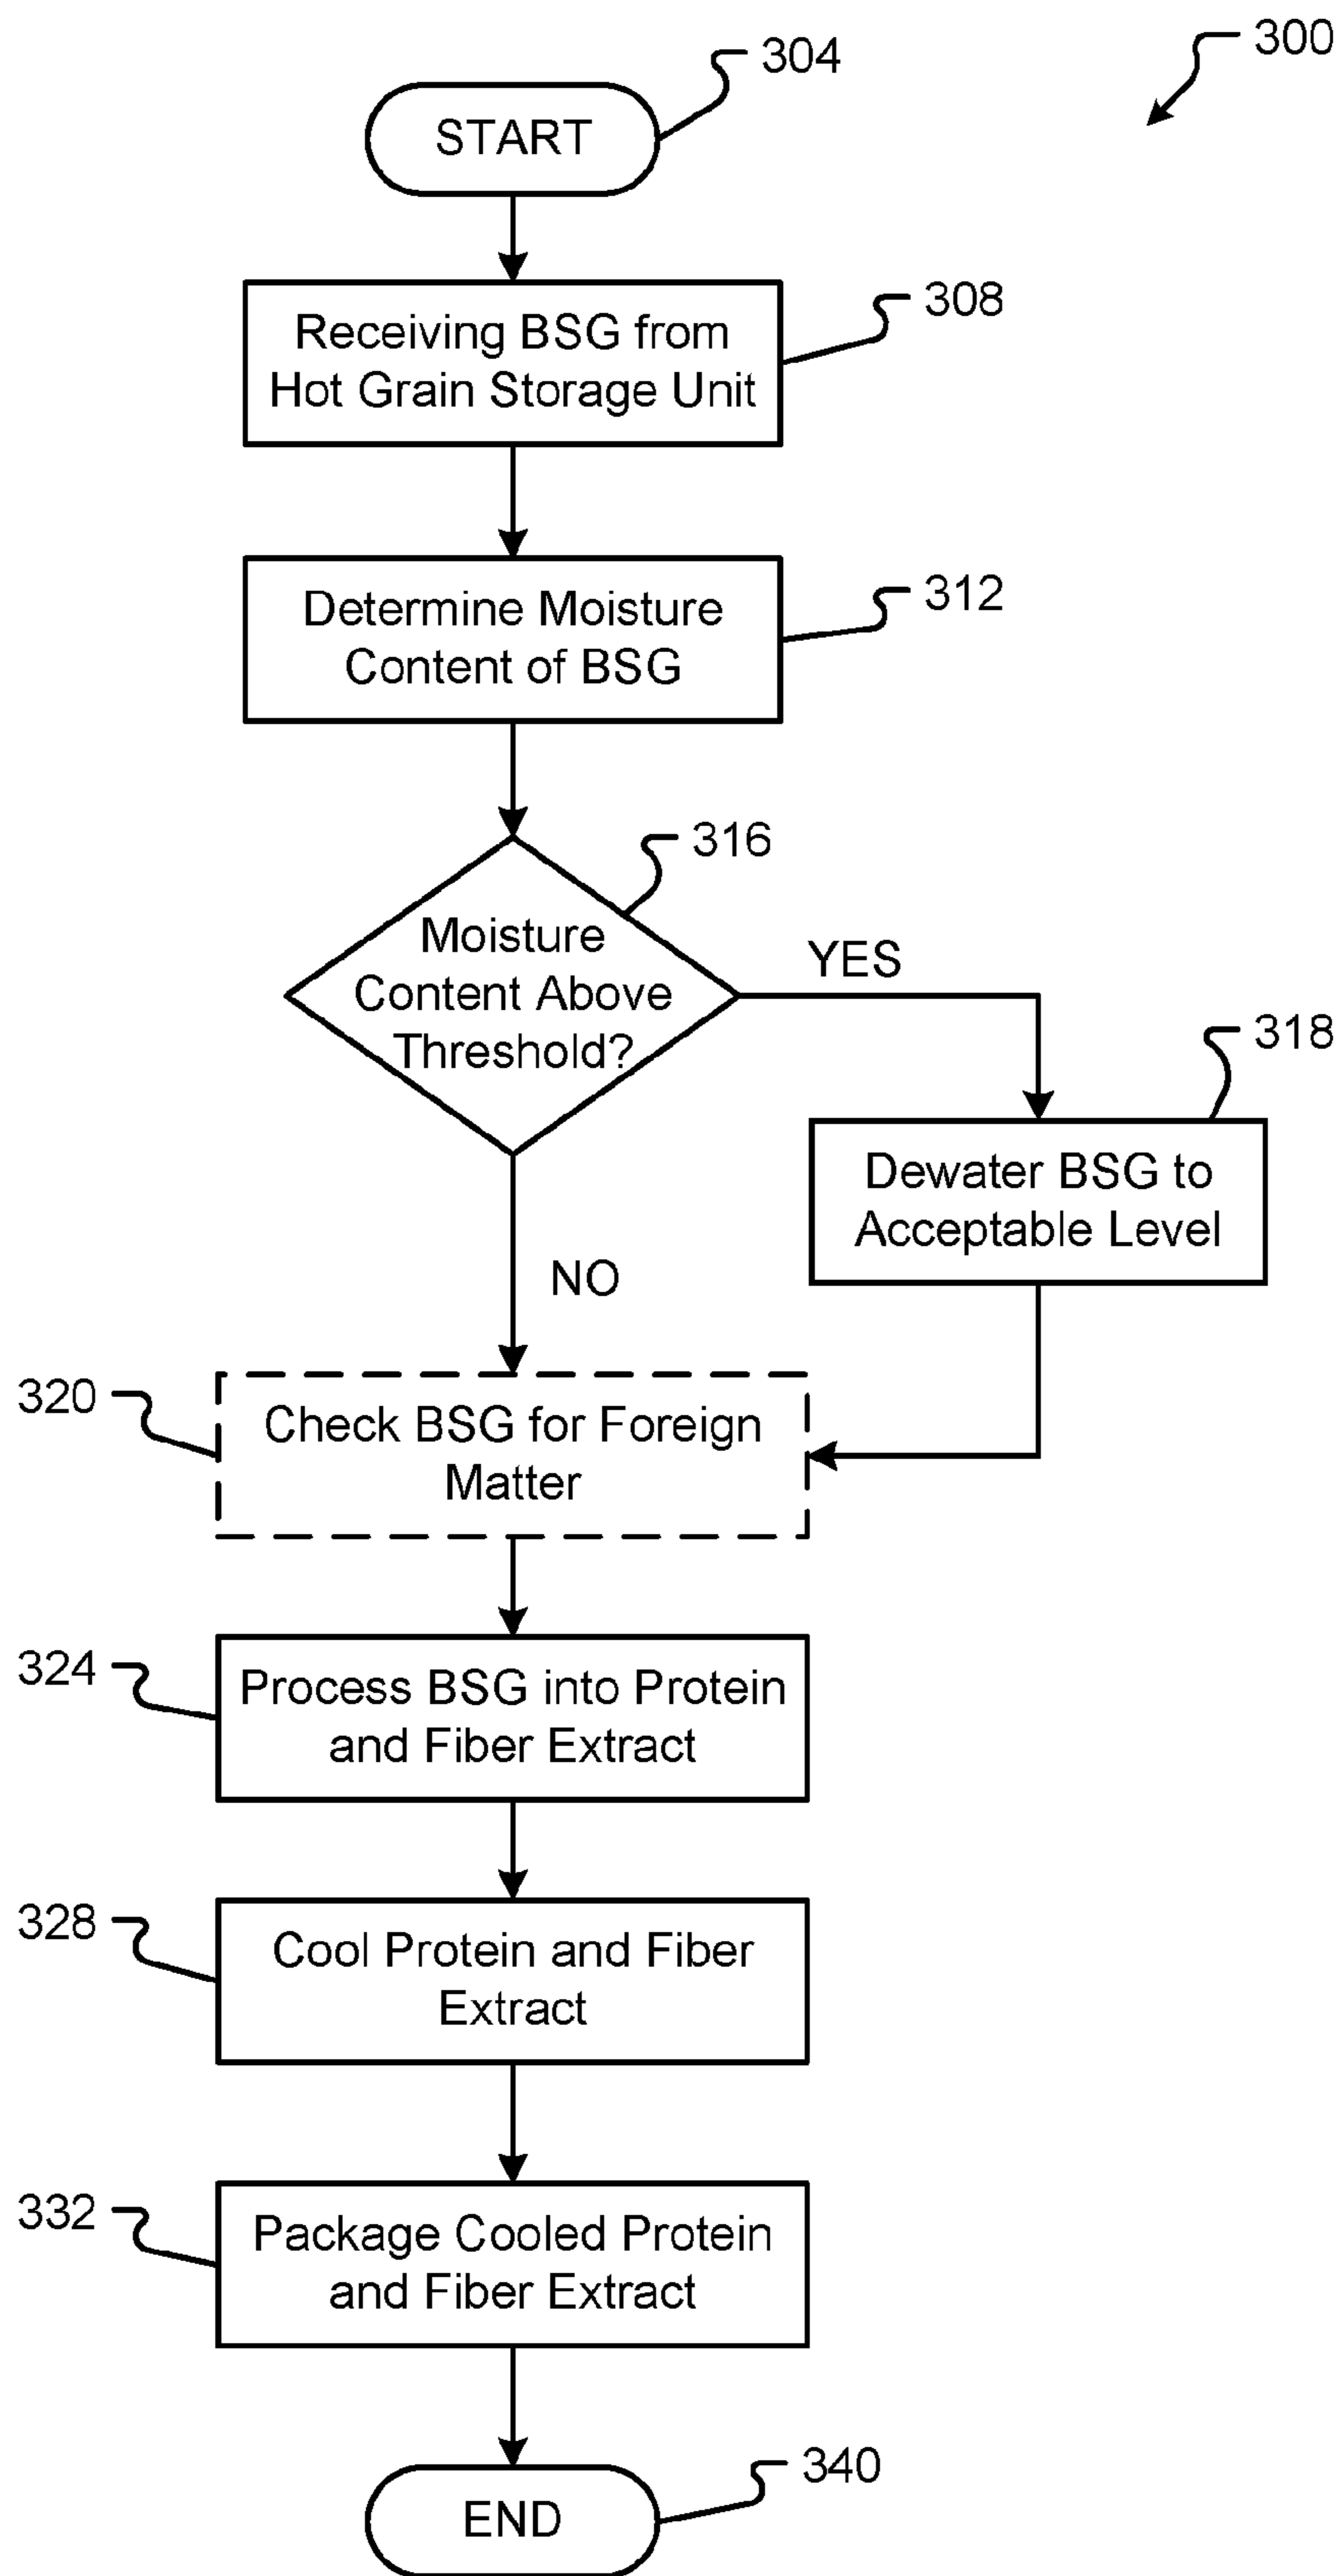 300
304
START
Receiving BSG from
Hot Grain Storage Unit
308
Determine Moisture
Content of BSG
312
316
Moisture
Content Above
Threshold?
YES
318
Dewater BSG to
Acceptable Level
NO
320
Check BSG for Foreign
Matter
324
Process BSG into Protein
and Fiber Extract
328
Cool Protein and Fiber
Extract
332
Package Cooled Protein
and Fiber Extract
340
END